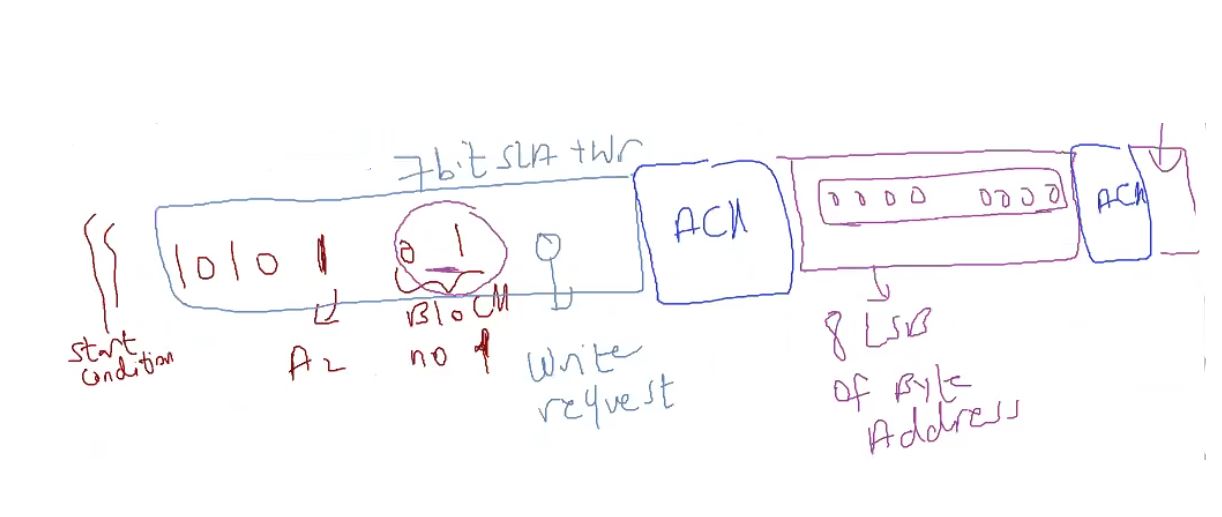 7bit SLA +Wr
1010 1 0 1 0
ACK
0000 0000
ACK
start
condition
A2
Block
no 1
Write
request
8 LSB
of Byte
Address